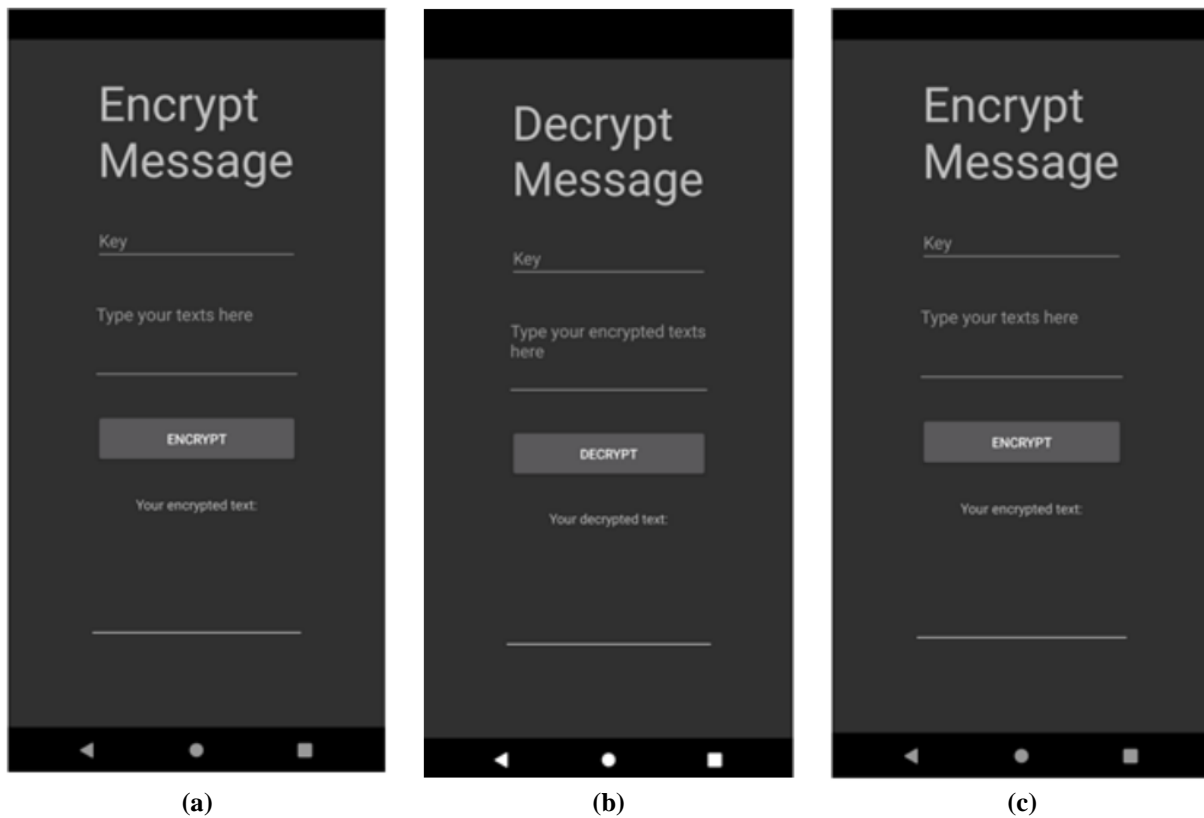 Encrypt
Message
Key
Type your texts here
ENCRYPT
Your encrypted text:
(a)
Decrypt
Message
Key
Type your encrypted texts
here
DECRYPT
Your decrypted text:
(b)
Encrypt
Message
Key
Type your texts here
ENCRYPT
Your encrypted text:
(c)